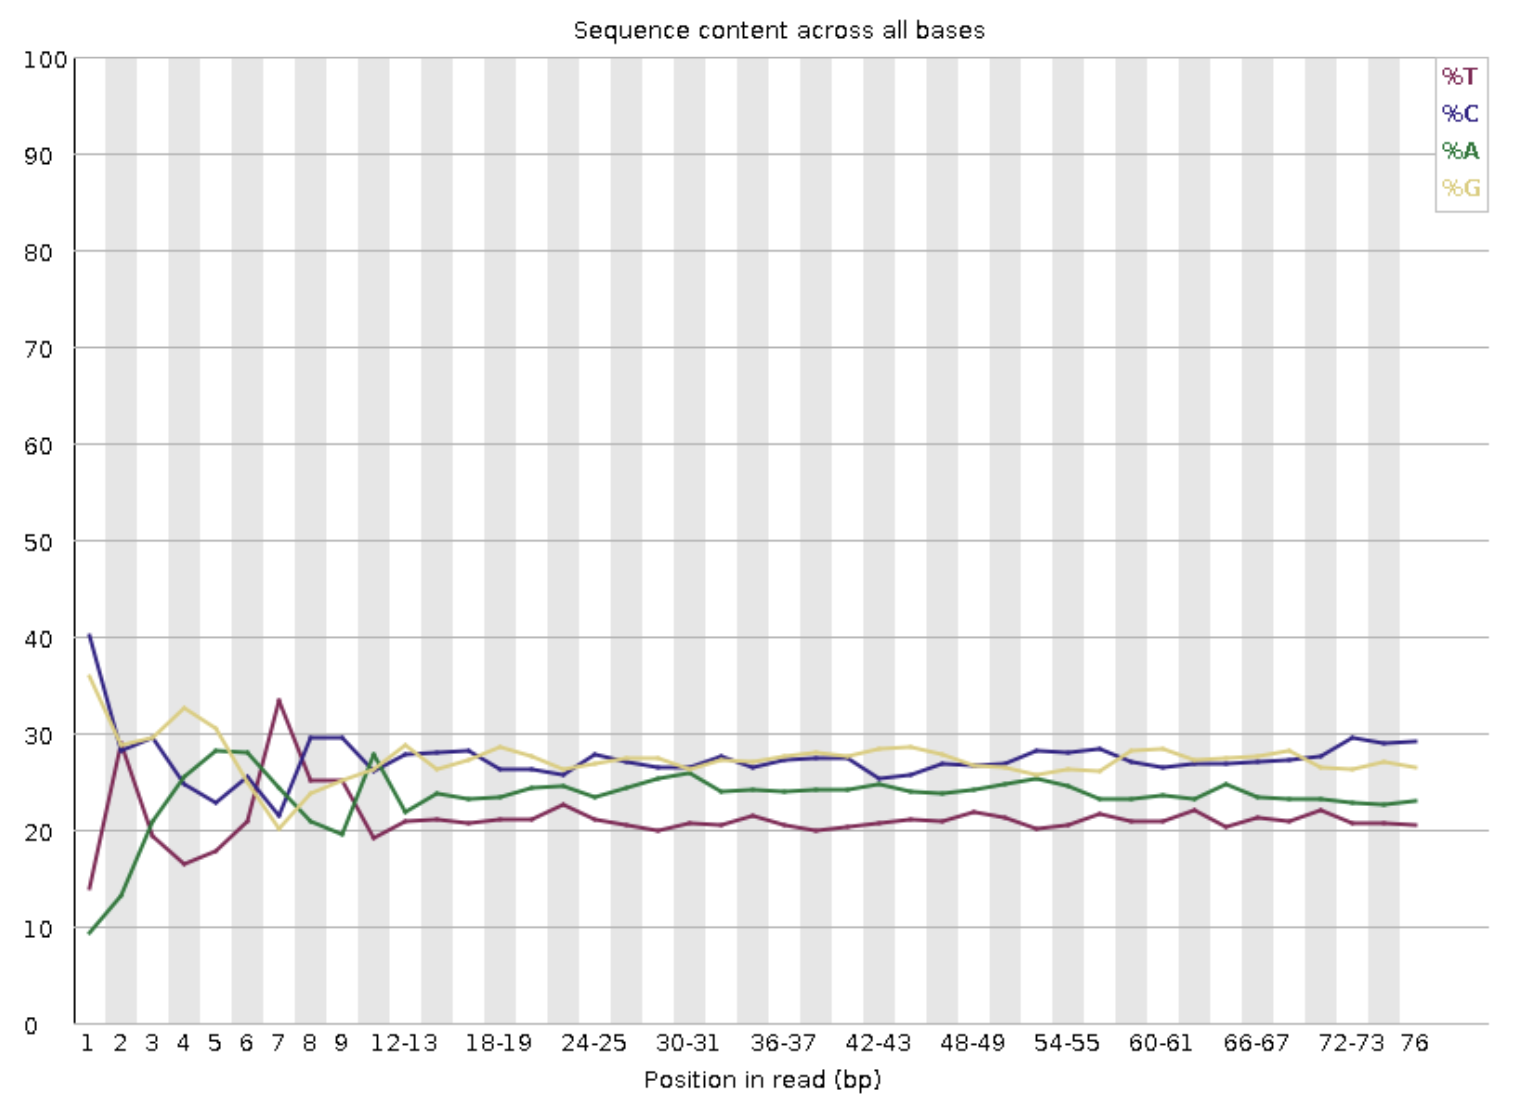 Sequence content across all bases
100
90
80
70
60
50
40
30
20
10
0
%T
%C
%A
%G
1 2 3 4 5 6 7 8 9 12-13 18-19 24-25 30-31 36-37 42-43 48-49 54-55 60-61 66-67 72-73 76
Position in read (bp)